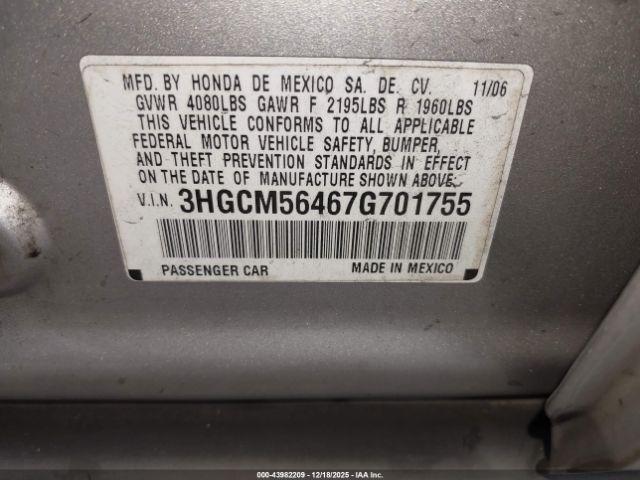 MFD. BY HONDA DE MEXICO SA. DE. CV. 11/06
GVWR 4080LBS GAWR F 2195LBS R 1960LBS
THIS VEHICLE CONFORMS TO ALL APPLICABLE
FEDERAL MOTOR VEHICLE SAFETY, BUMPER,
AND THEFT PREVENTION STANDARDS IN EFFECT
ON THE DATE OF MANUFACTURE SHOWN ABOVE.
V.I.N. 3HGCM56467G701755
PASSENGER CAR MADE IN MEXICO
000-43982209 - 12/18/2025 - IAA Inc.